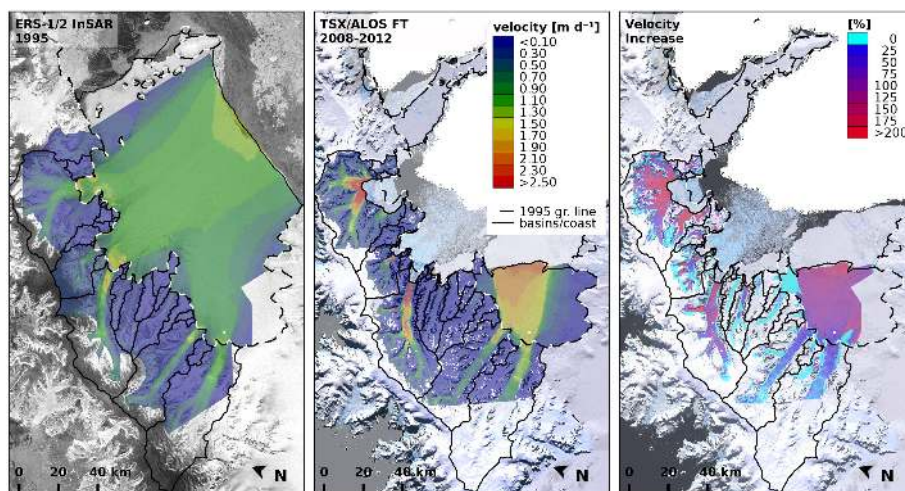 ERS-1/2 InSAR
1995
0 20 40 km
N
TSX/ALOS FT
2008-2012
velocity [m d⁻¹]
<0.10
0.30
0.50
0.70
0.90
1.10
1.30
1.50
1.70
1.90
2.10
2.30
>2.50
1995 gr. line
basins/coast
0 20 40 km
N
Velocity
Increase
[%]
0
25
50
75
100
125
150
175
>200
0 20 40 km
N